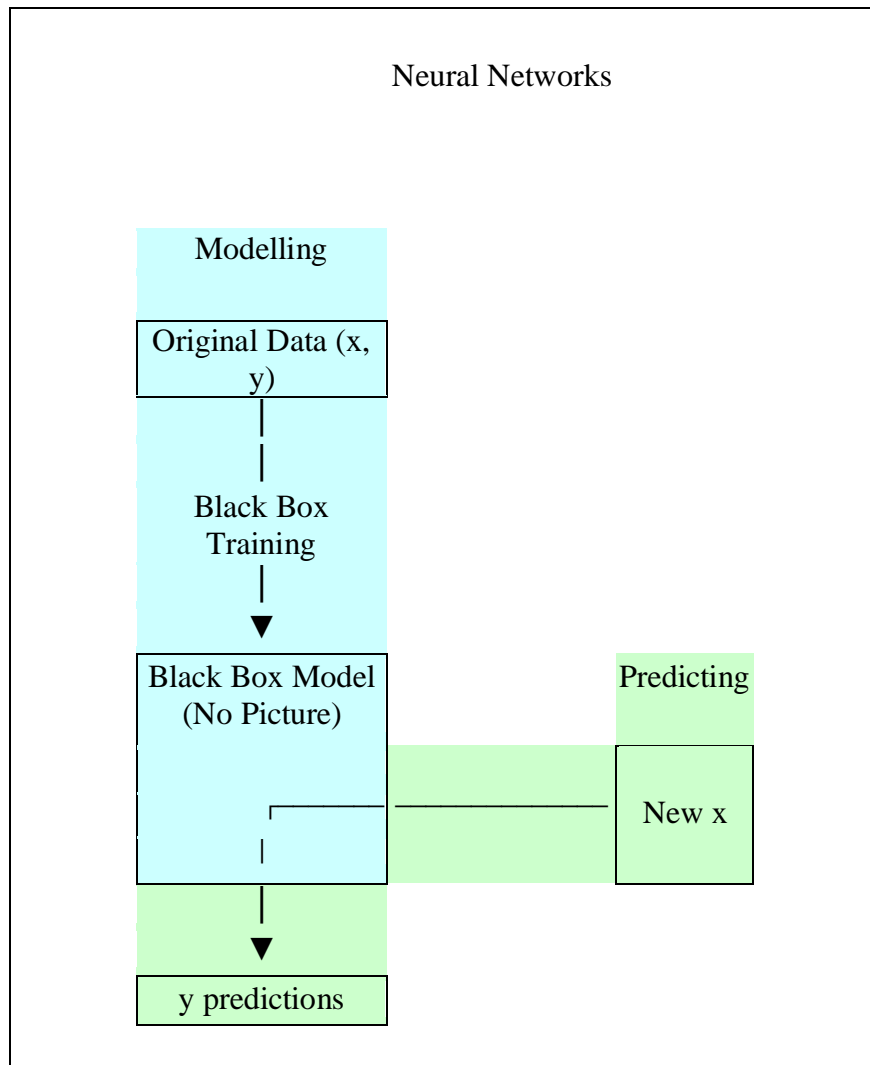 Neural Networks
Modelling
Original Data (x,
y)
Black Box
Training
Black Box Model
(No Picture)
Predicting
New x
y predictions